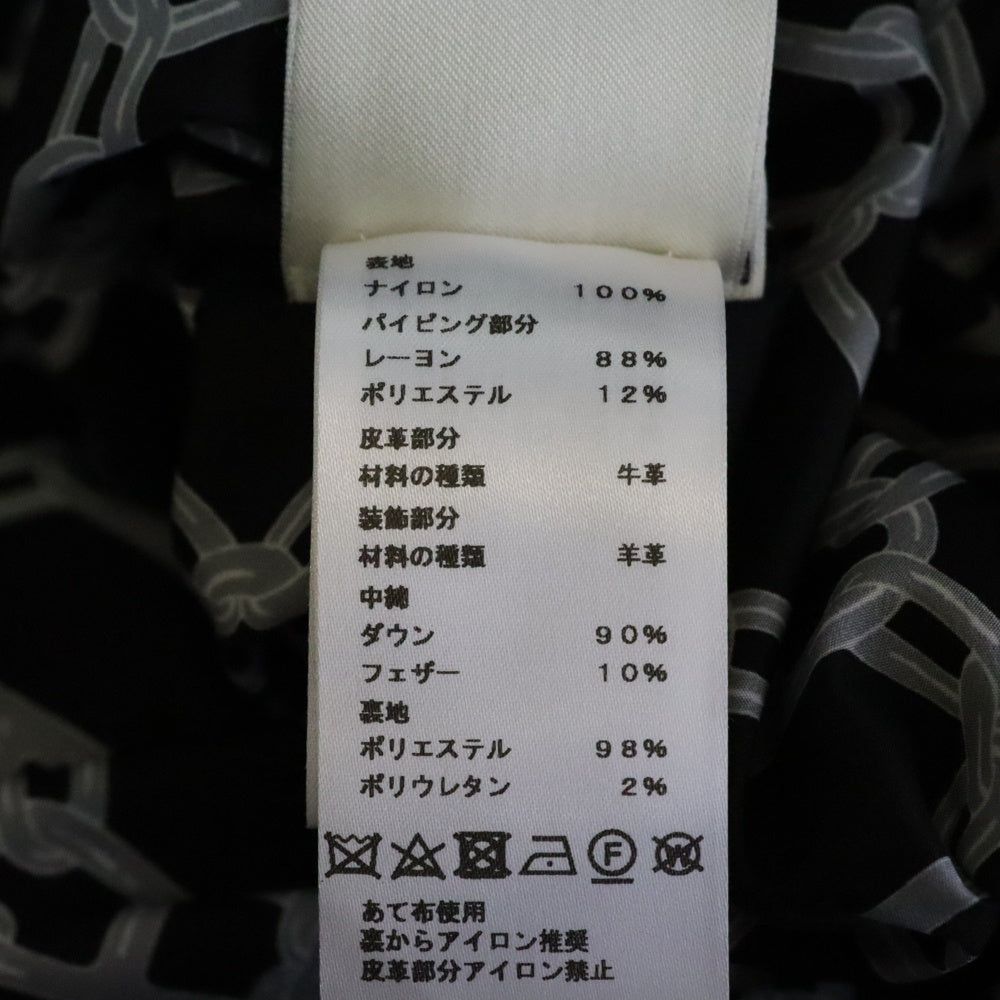 表地
ナイロン 100%
パイピング部分
レーヨン 88%
ポリエステル 12%
皮革部分
材料の種類 牛革
装飾部分
材料の種類 羊革
中綿
ダウン 90%
フェザー 10%
裏地
ポリエステル 98%
ポリウレタン 2%
F W
あて布使用
裏からアイロン推奨
皮革部分アイロン禁止